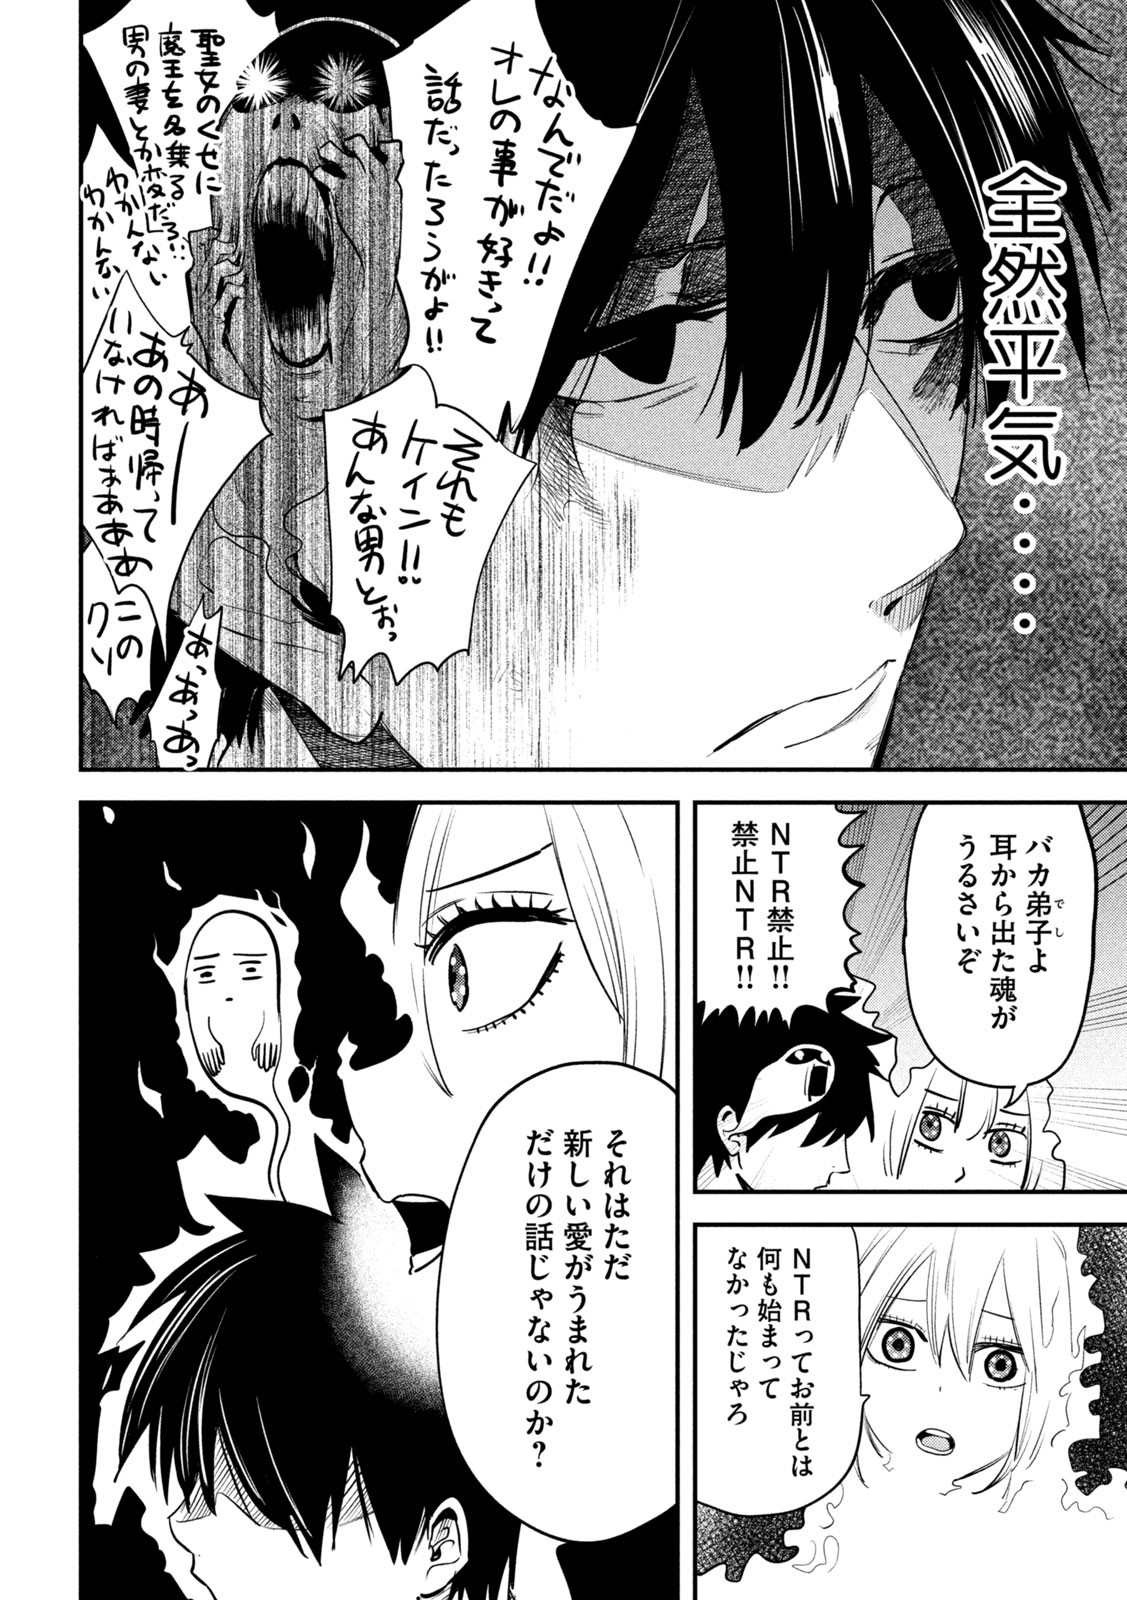 全然平気・・・・
なんでだよ!!
オレの事が好きって
話だったろうがよ!!
それも
ケイン!!
あんな男とぉっ
聖女のくせに
魔王を名乗る
男の妻とか変だろ…
わかんない
わかんない
あー
あの時帰って
いなければぁぁぁ
あっあっあっ
このクソ
バカ弟子よ
でし
耳から出た魂が
うるさいぞ
NTR禁止!!
禁止NTR!!
NTRってお前とは
何も始まって
なかったじゃろ
それはただ
新しい愛がうまれた
だけの話じゃないのか?